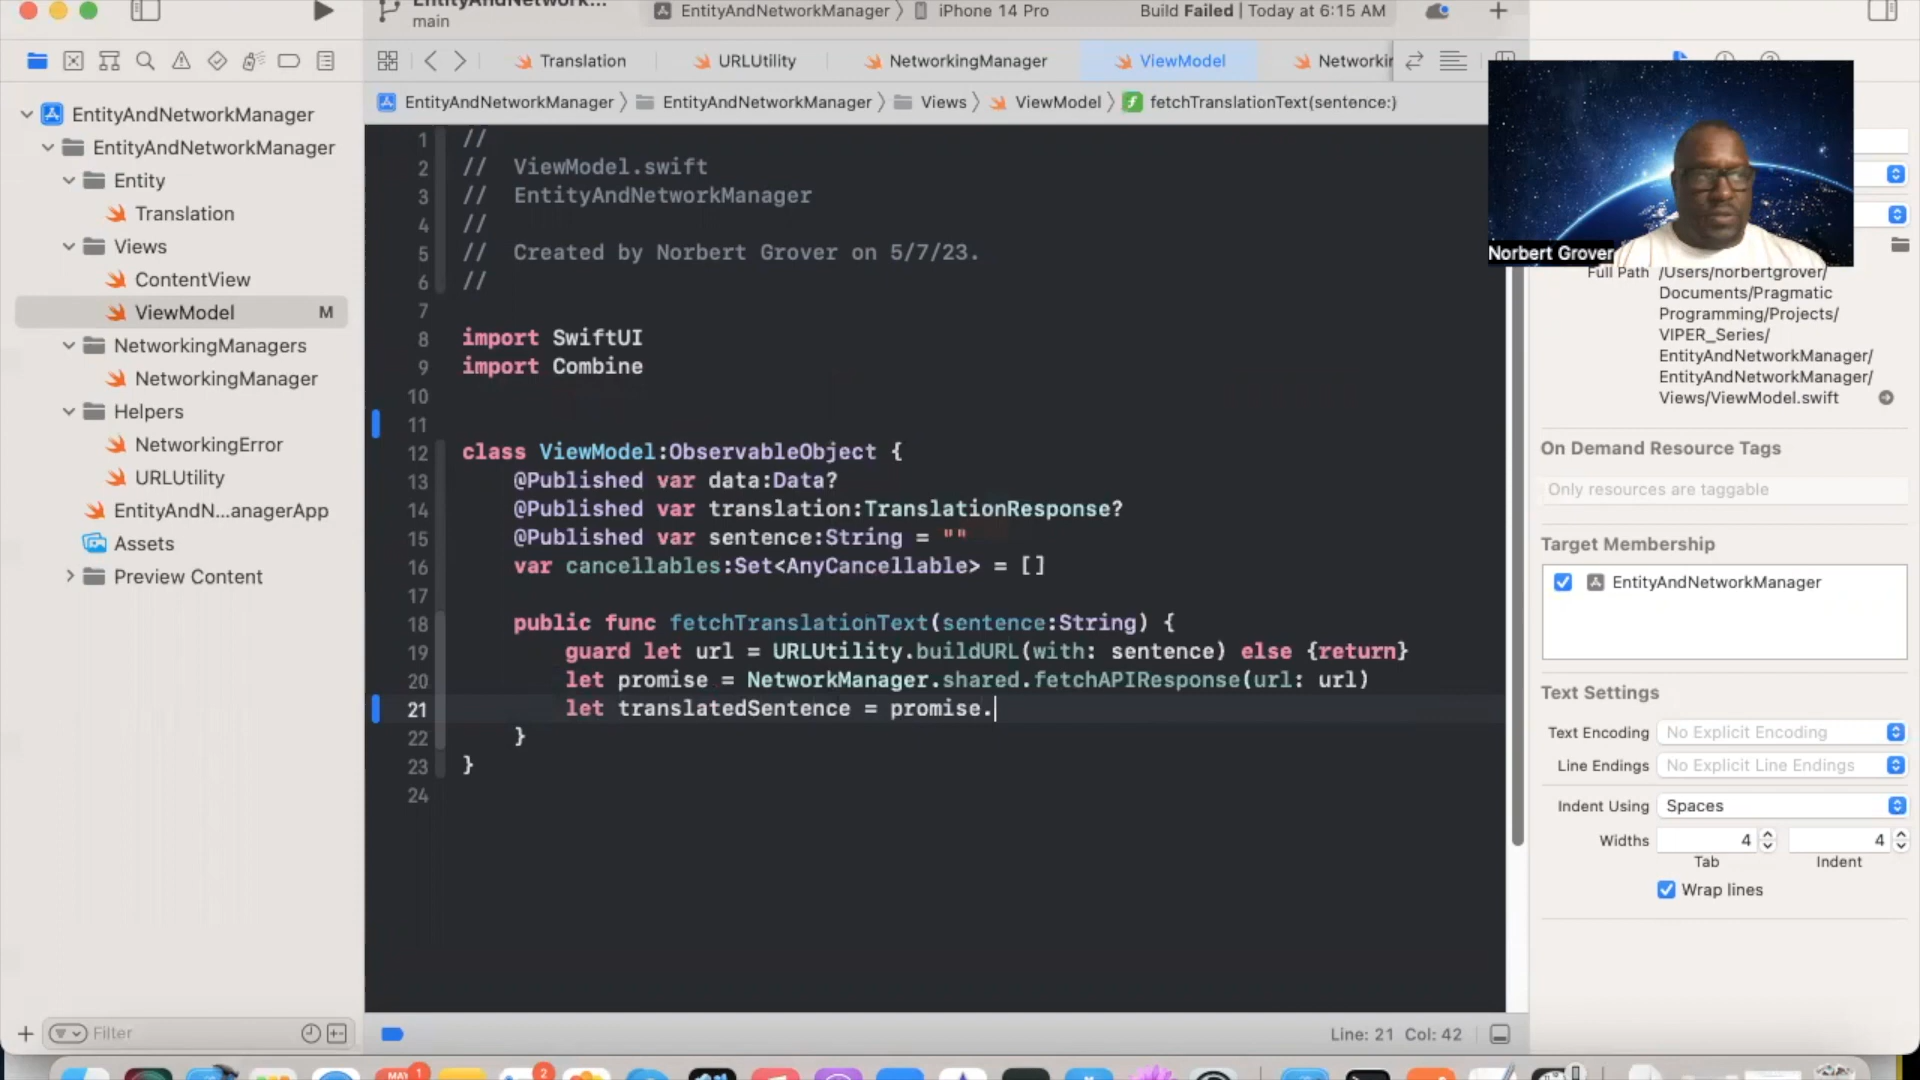 EntityAndNetwork...
main
EntityAndNetworkManager 〉 iPhone 14 Pro
Build Failed | Today at 6:15 AM
Translation
URLUtility
NetworkingManager
ViewModel
Networkin
EntityAndNetworkManager 〉 EntityAndNetworkManager 〉 Views 〉 ViewModel 〉 fetchTranslationText(sentence:)
EntityAndNetworkManager
EntityAndNetworkManager
Entity
Translation
Views
ContentView
ViewModel M
NetworkingManagers
NetworkingManager
Helpers
NetworkingError
URLUtility
EntityAndN...anagerApp
Assets
Preview Content
Filter
1 //
2 //  ViewModel.swift
3 //  EntityAndNetworkManager
4 //
5 //  Created by Norbert Grover on 5/7/23.
6 //
7
8 import SwiftUI
9 import Combine
10
11
12 class ViewModel:ObservableObject {
13     @Published var data:Data?
14     @Published var translation:TranslationResponse?
15     @Published var sentence:String = ""
16     var cancellables:Set<AnyCancellable> = []
17
18     public func fetchTranslationText(sentence:String) {
19         guard let url = URLUtility.buildURL(with: sentence) else {return}
20         let promise = NetworkManager.shared.fetchAPIResponse(url: url)
21         let translatedSentence = promise.
22     }
23 }
24
Line: 21 Col: 42
Norbert Grover
Full Path /Users/norbertgrover/
Documents/Pragmatic
Programming/Projects/
VIPER_Series/
EntityAndNetworkManager/
EntityAndNetworkManager/
Views/ViewModel.swift
On Demand Resource Tags
Only resources are taggable
Target Membership
EntityAndNetworkManager
Text Settings
Text Encoding No Explicit Encoding
Line Endings No Explicit Line Endings
Indent Using Spaces
Widths 4 4
Tab Indent
Wrap lines
MAY 1
2